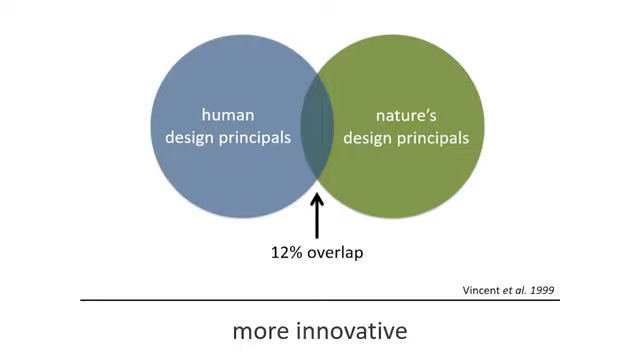 human
design principals
nature's
design principals
12% overlap
Vincent et al. 1999
more innovative